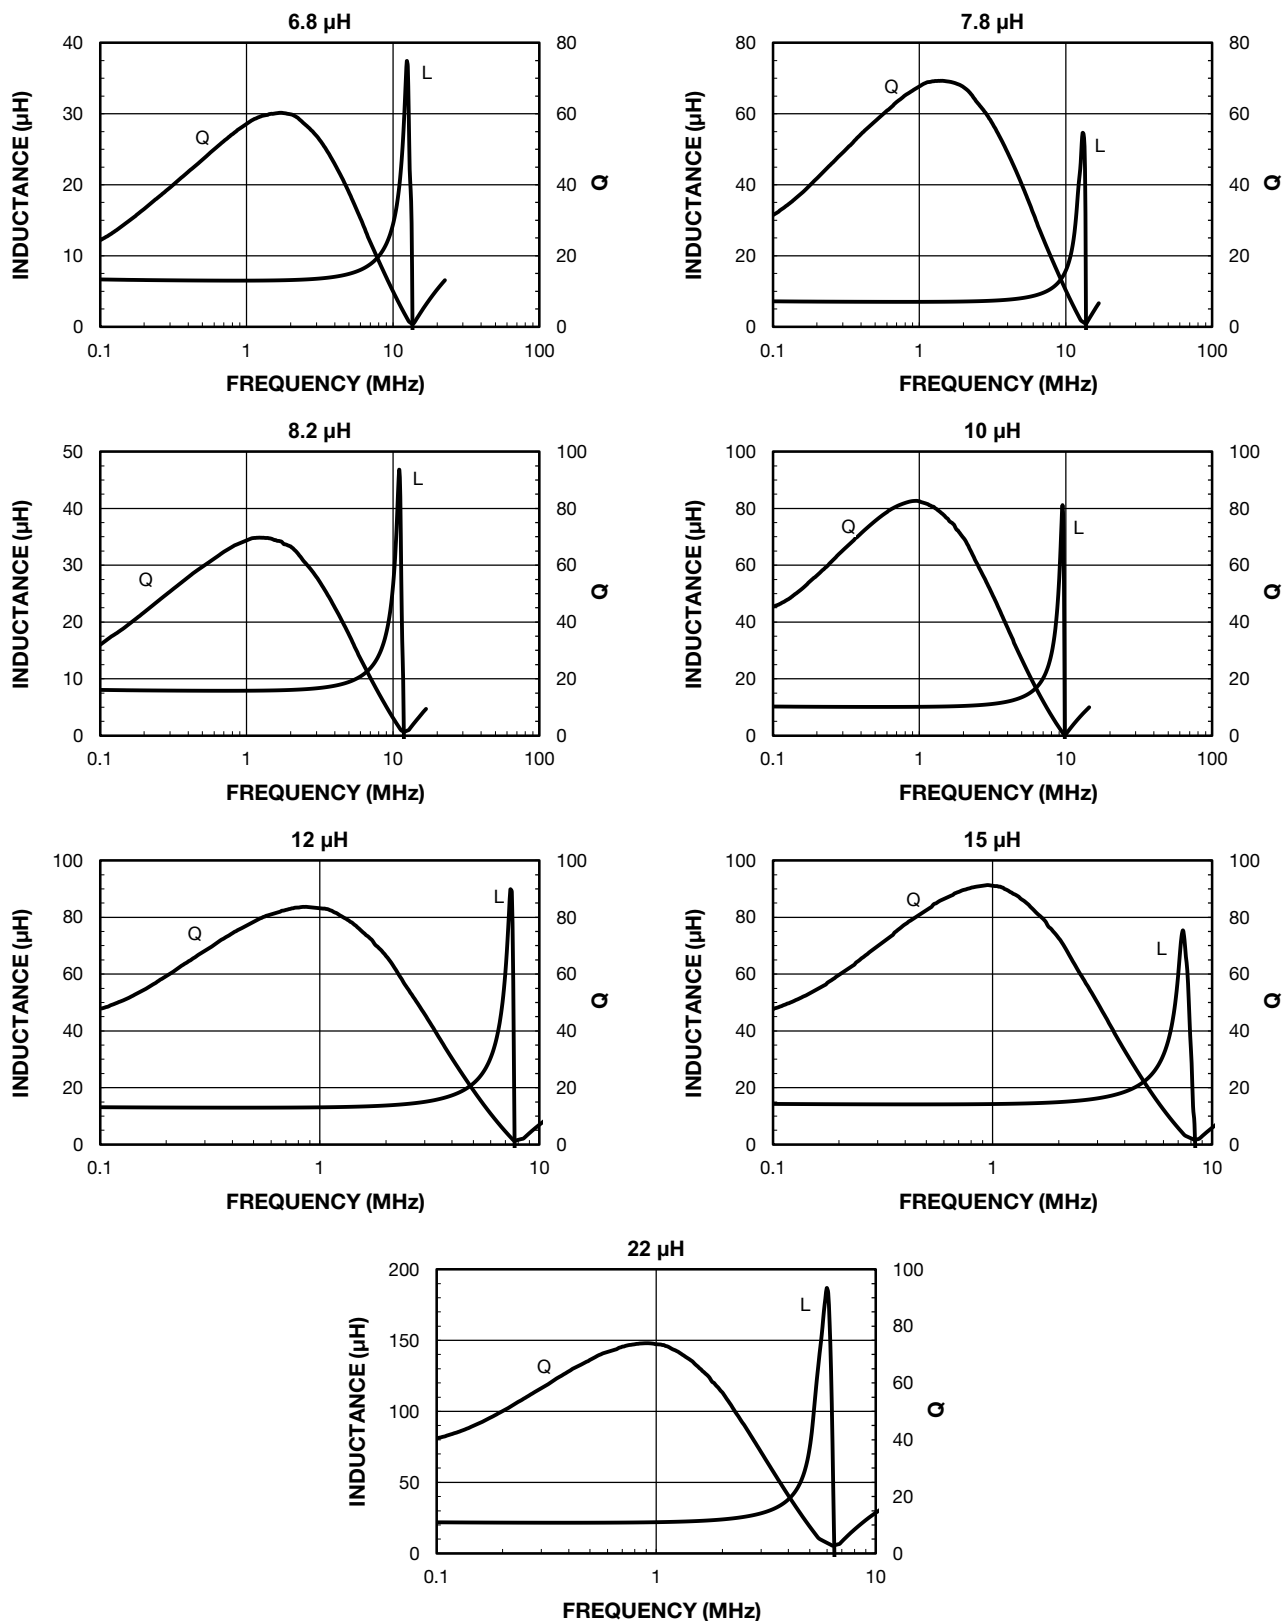 6.8 µH
40
30
20
10
0
80
60
40
20
0
0.1 1 10 100
INDUCTANCE (µH)
Q
Q
L
FREQUENCY (MHz)
7.8 µH
80
60
40
20
0
80
60
40
20
0
0.1 1 10 100
INDUCTANCE (µH)
Q
Q
L
FREQUENCY (MHz)
8.2 µH
50
40
30
20
10
0
100
80
60
40
20
0
0.1 1 10 100
INDUCTANCE (µH)
Q
Q
L
FREQUENCY (MHz)
10 µH
100
80
60
40
20
0
100
80
60
40
20
0
0.1 1 10 100
INDUCTANCE (µH)
Q
Q
L
FREQUENCY (MHz)
12 µH
100
80
60
40
20
0
100
80
60
40
20
0
0.1 1 10
INDUCTANCE (µH)
Q
Q
L
FREQUENCY (MHz)
15 µH
100
80
60
40
20
0
100
80
60
40
20
0
0.1 1 10
INDUCTANCE (µH)
Q
Q
L
FREQUENCY (MHz)
22 µH
200
150
100
50
0
100
80
60
40
20
0
0.1 1 10
INDUCTANCE (µH)
Q
Q
L
FREQUENCY (MHz)